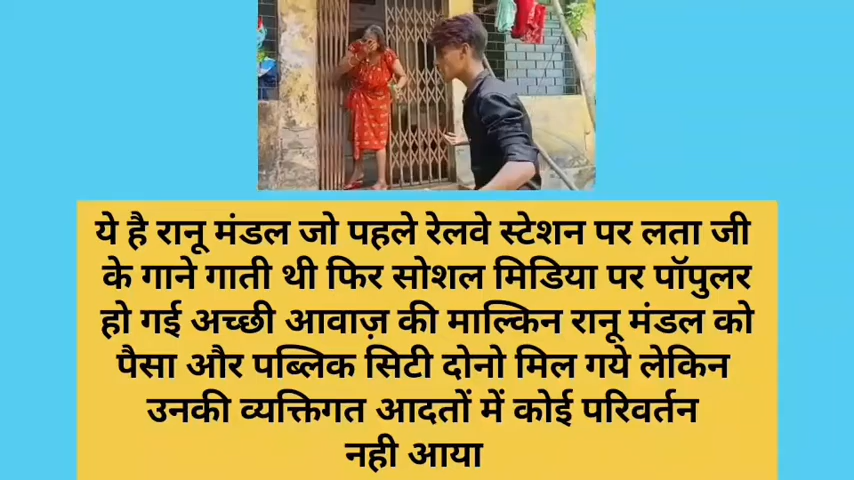 ये है रानू मंडल जो पहले रेलवे स्टेशन पर लता जी
के गाने गाती थी फिर सोशल मिडिया पर पॉपुलर
हो गई अच्छी आवाज़ की माल्किन रानू मंडल को
पैसा और पब्लिक सिटी दोनो मिल गये लेकिन
उनकी व्यक्तिगत आदतों में कोई परिवर्तन
नही आया